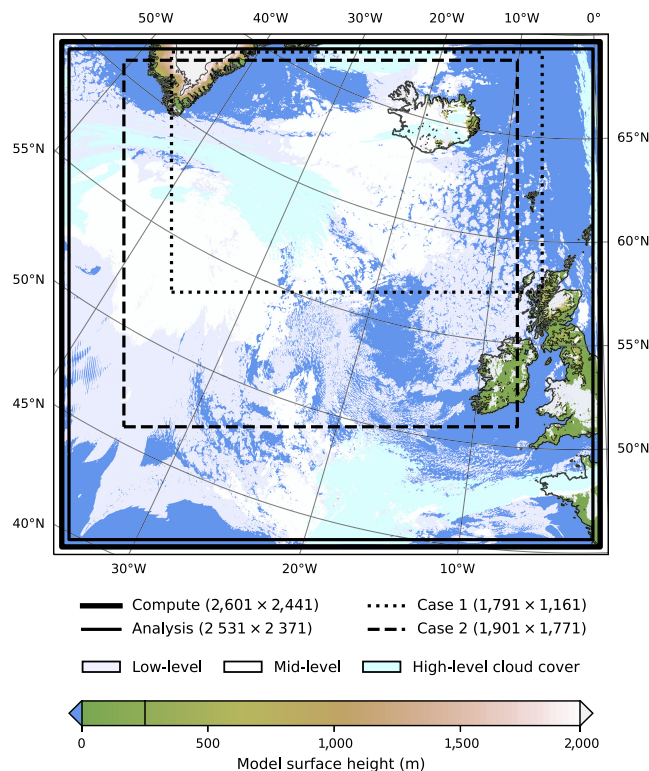 50°W 40°W 30°W 20°W 10°W 0°
55°N
65°N
60°N
50°N
55°N
45°N
50°N
40°N
30°W 20°W 10°W
Compute (2,601 × 2,441)
Case 1 (1,791 × 1,161)
Analysis (2 531 × 2 371)
Case 2 (1,901 × 1,771)
Low-level Mid-level High-level cloud cover
0 500 1,000 1,500 2,000
Model surface height (m)